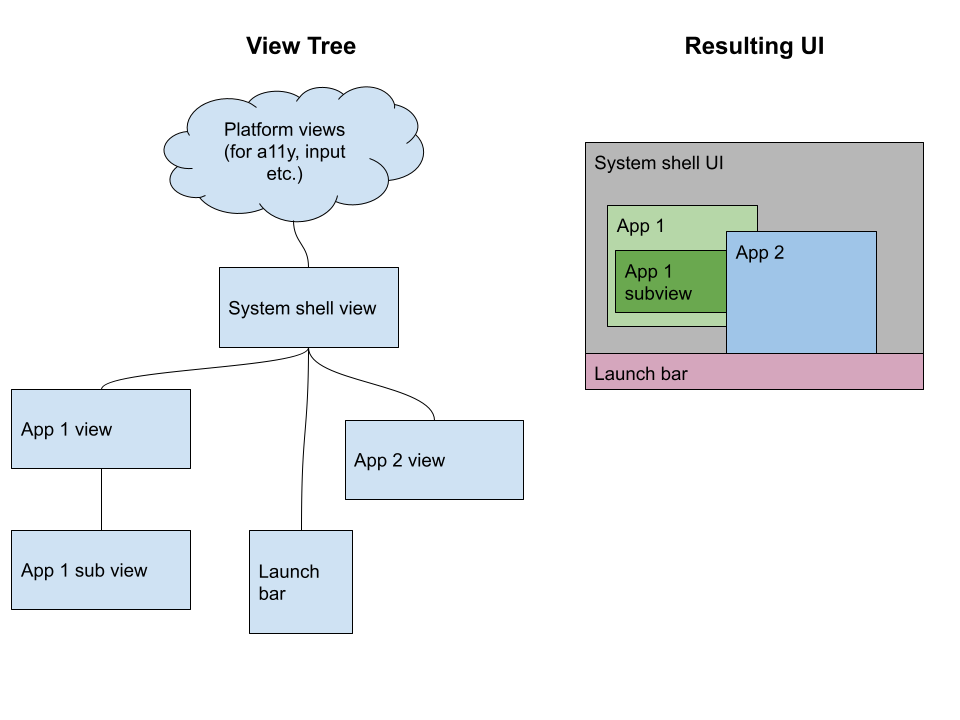 View Tree
Platform views
(for a11y, input
etc.)
System shell view
App 1 view
App 2 view
App 1 sub view
Launch
bar
Resulting UI
System shell UI
App 1
App 2
App 1
subview
Launch bar